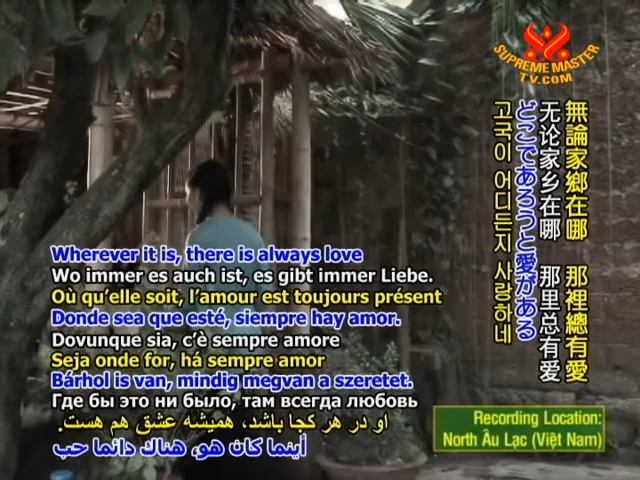 SUPREME MASTER
TV.COM
無論家鄉在哪 那裡總有愛
无论家乡在哪 那里总有爱
どこであろうと愛がある
고국이 어디든지 사랑하네
Wherever it is, there is always love
Wo immer es auch ist, es gibt immer Liebe.
Où qu'elle soit, l'amour est toujours présent
Donde sea que esté, siempre hay amor.
Dovunque sia, c'è sempre amore
Seja onde for, há sempre amor
Bárhol is van, mindig megvan a szeretet.
Где бы это ни было, там всегда любовь
او در هر کجا باشد، همیشه عشق هم هست.
أينما كان هو، هناك دائما حب
Recording Location:
North Âu Lạc (Việt Nam)